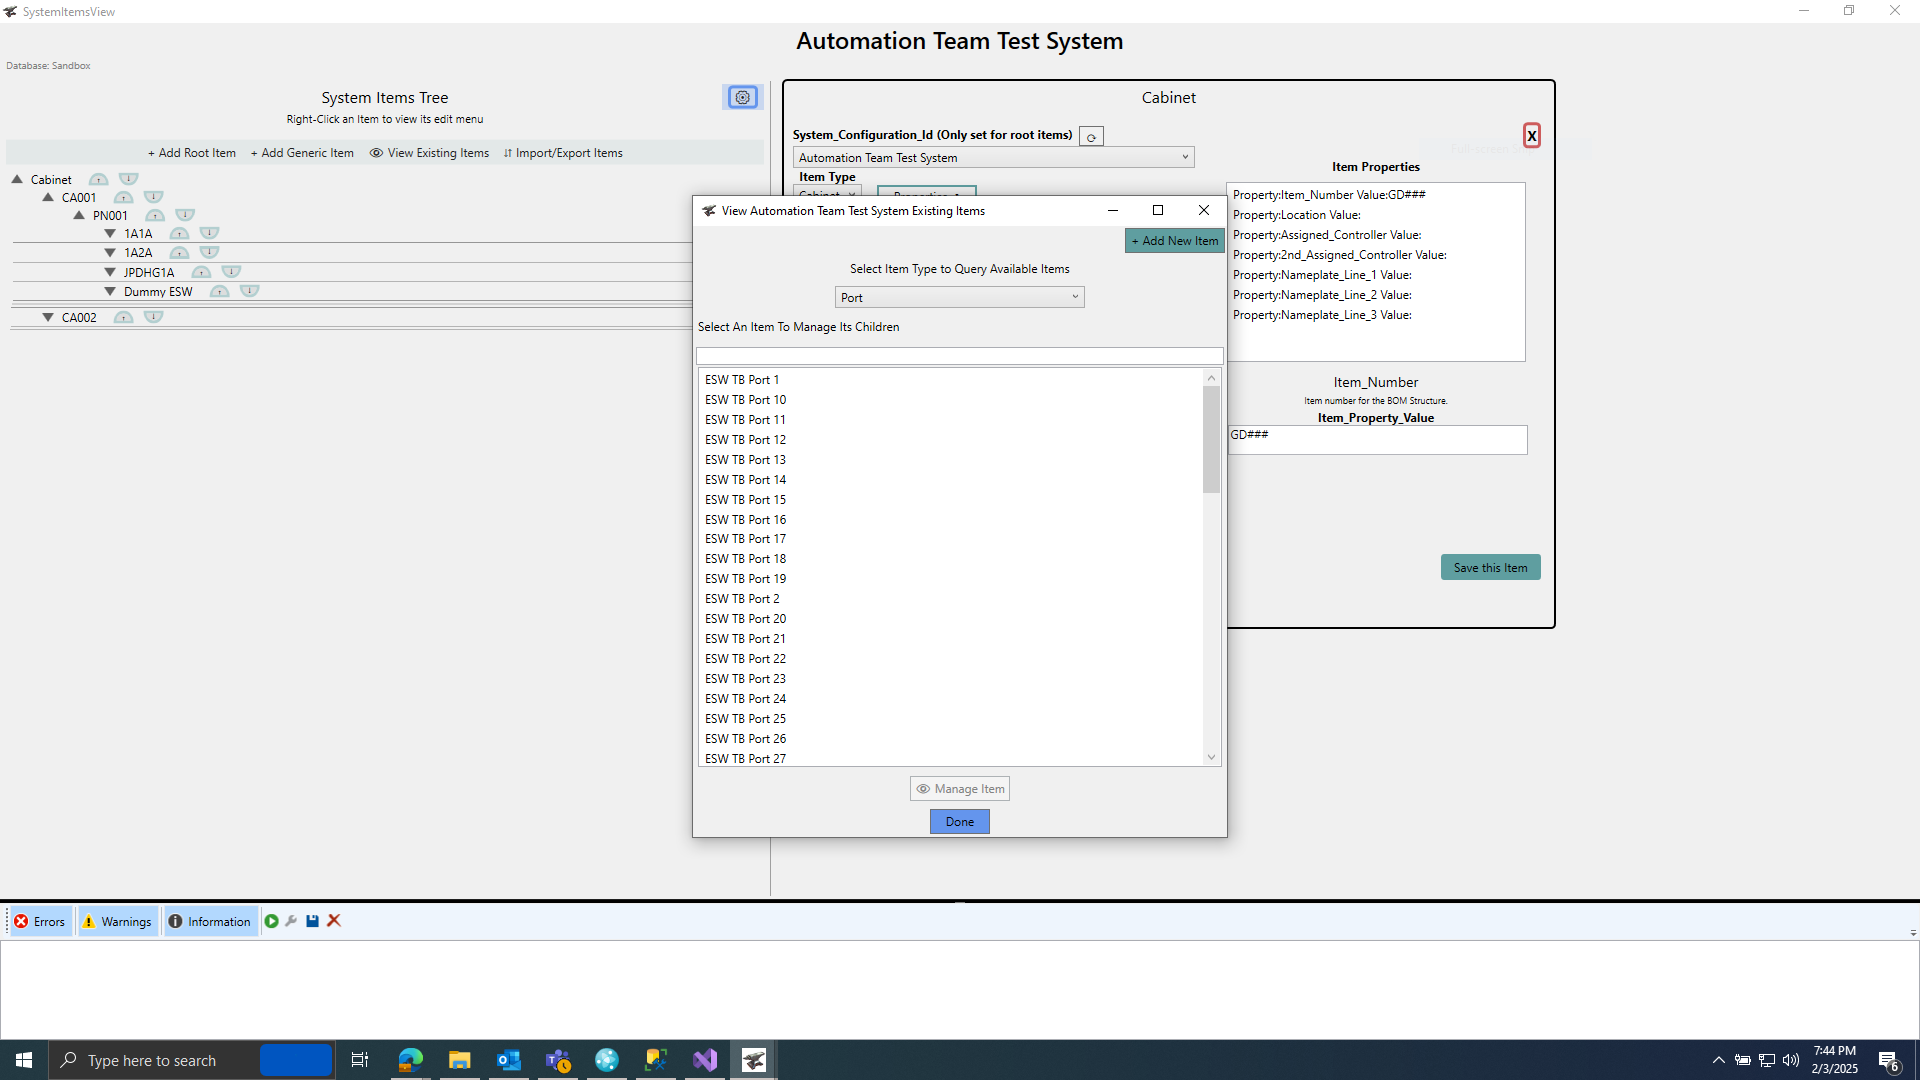 SystemItemsView
Automation Team Test System
Database: Sandbox
System Items Tree
Right-Click an Item to view its edit menu
+ Add Root Item
+ Add Generic Item
View Existing Items
Import/Export Items
Cabinet
CA001
PN001
1A1A
1A2A
JPDHG1A
Dummy ESW
CA002
Cabinet
System_Configuration_Id (Only set for root items)
Automation Team Test System
Item Type
X
Item Properties
Property:Item_Number Value:GD###
Property:Location Value:
Property:Assigned_Controller Value:
Property:2nd_Assigned_Controller Value:
Property:Nameplate_Line_1 Value:
Property:Nameplate_Line_2 Value:
Property:Nameplate_Line_3 Value:
Item_Number
Item number for the BOM Structure.
Item_Property_Value
GD###
Save this Item
View Automation Team Test System Existing Items
+ Add New Item
Select Item Type to Query Available Items
Port
Select An Item To Manage Its Children
ESW TB Port 1
ESW TB Port 10
ESW TB Port 11
ESW TB Port 12
ESW TB Port 13
ESW TB Port 14
ESW TB Port 15
ESW TB Port 16
ESW TB Port 17
ESW TB Port 18
ESW TB Port 19
ESW TB Port 2
ESW TB Port 20
ESW TB Port 21
ESW TB Port 22
ESW TB Port 23
ESW TB Port 24
ESW TB Port 25
ESW TB Port 26
ESW TB Port 27
Manage Item
Done
Errors
Warnings
Information
Type here to search
7:44 PM
2/3/2025
6